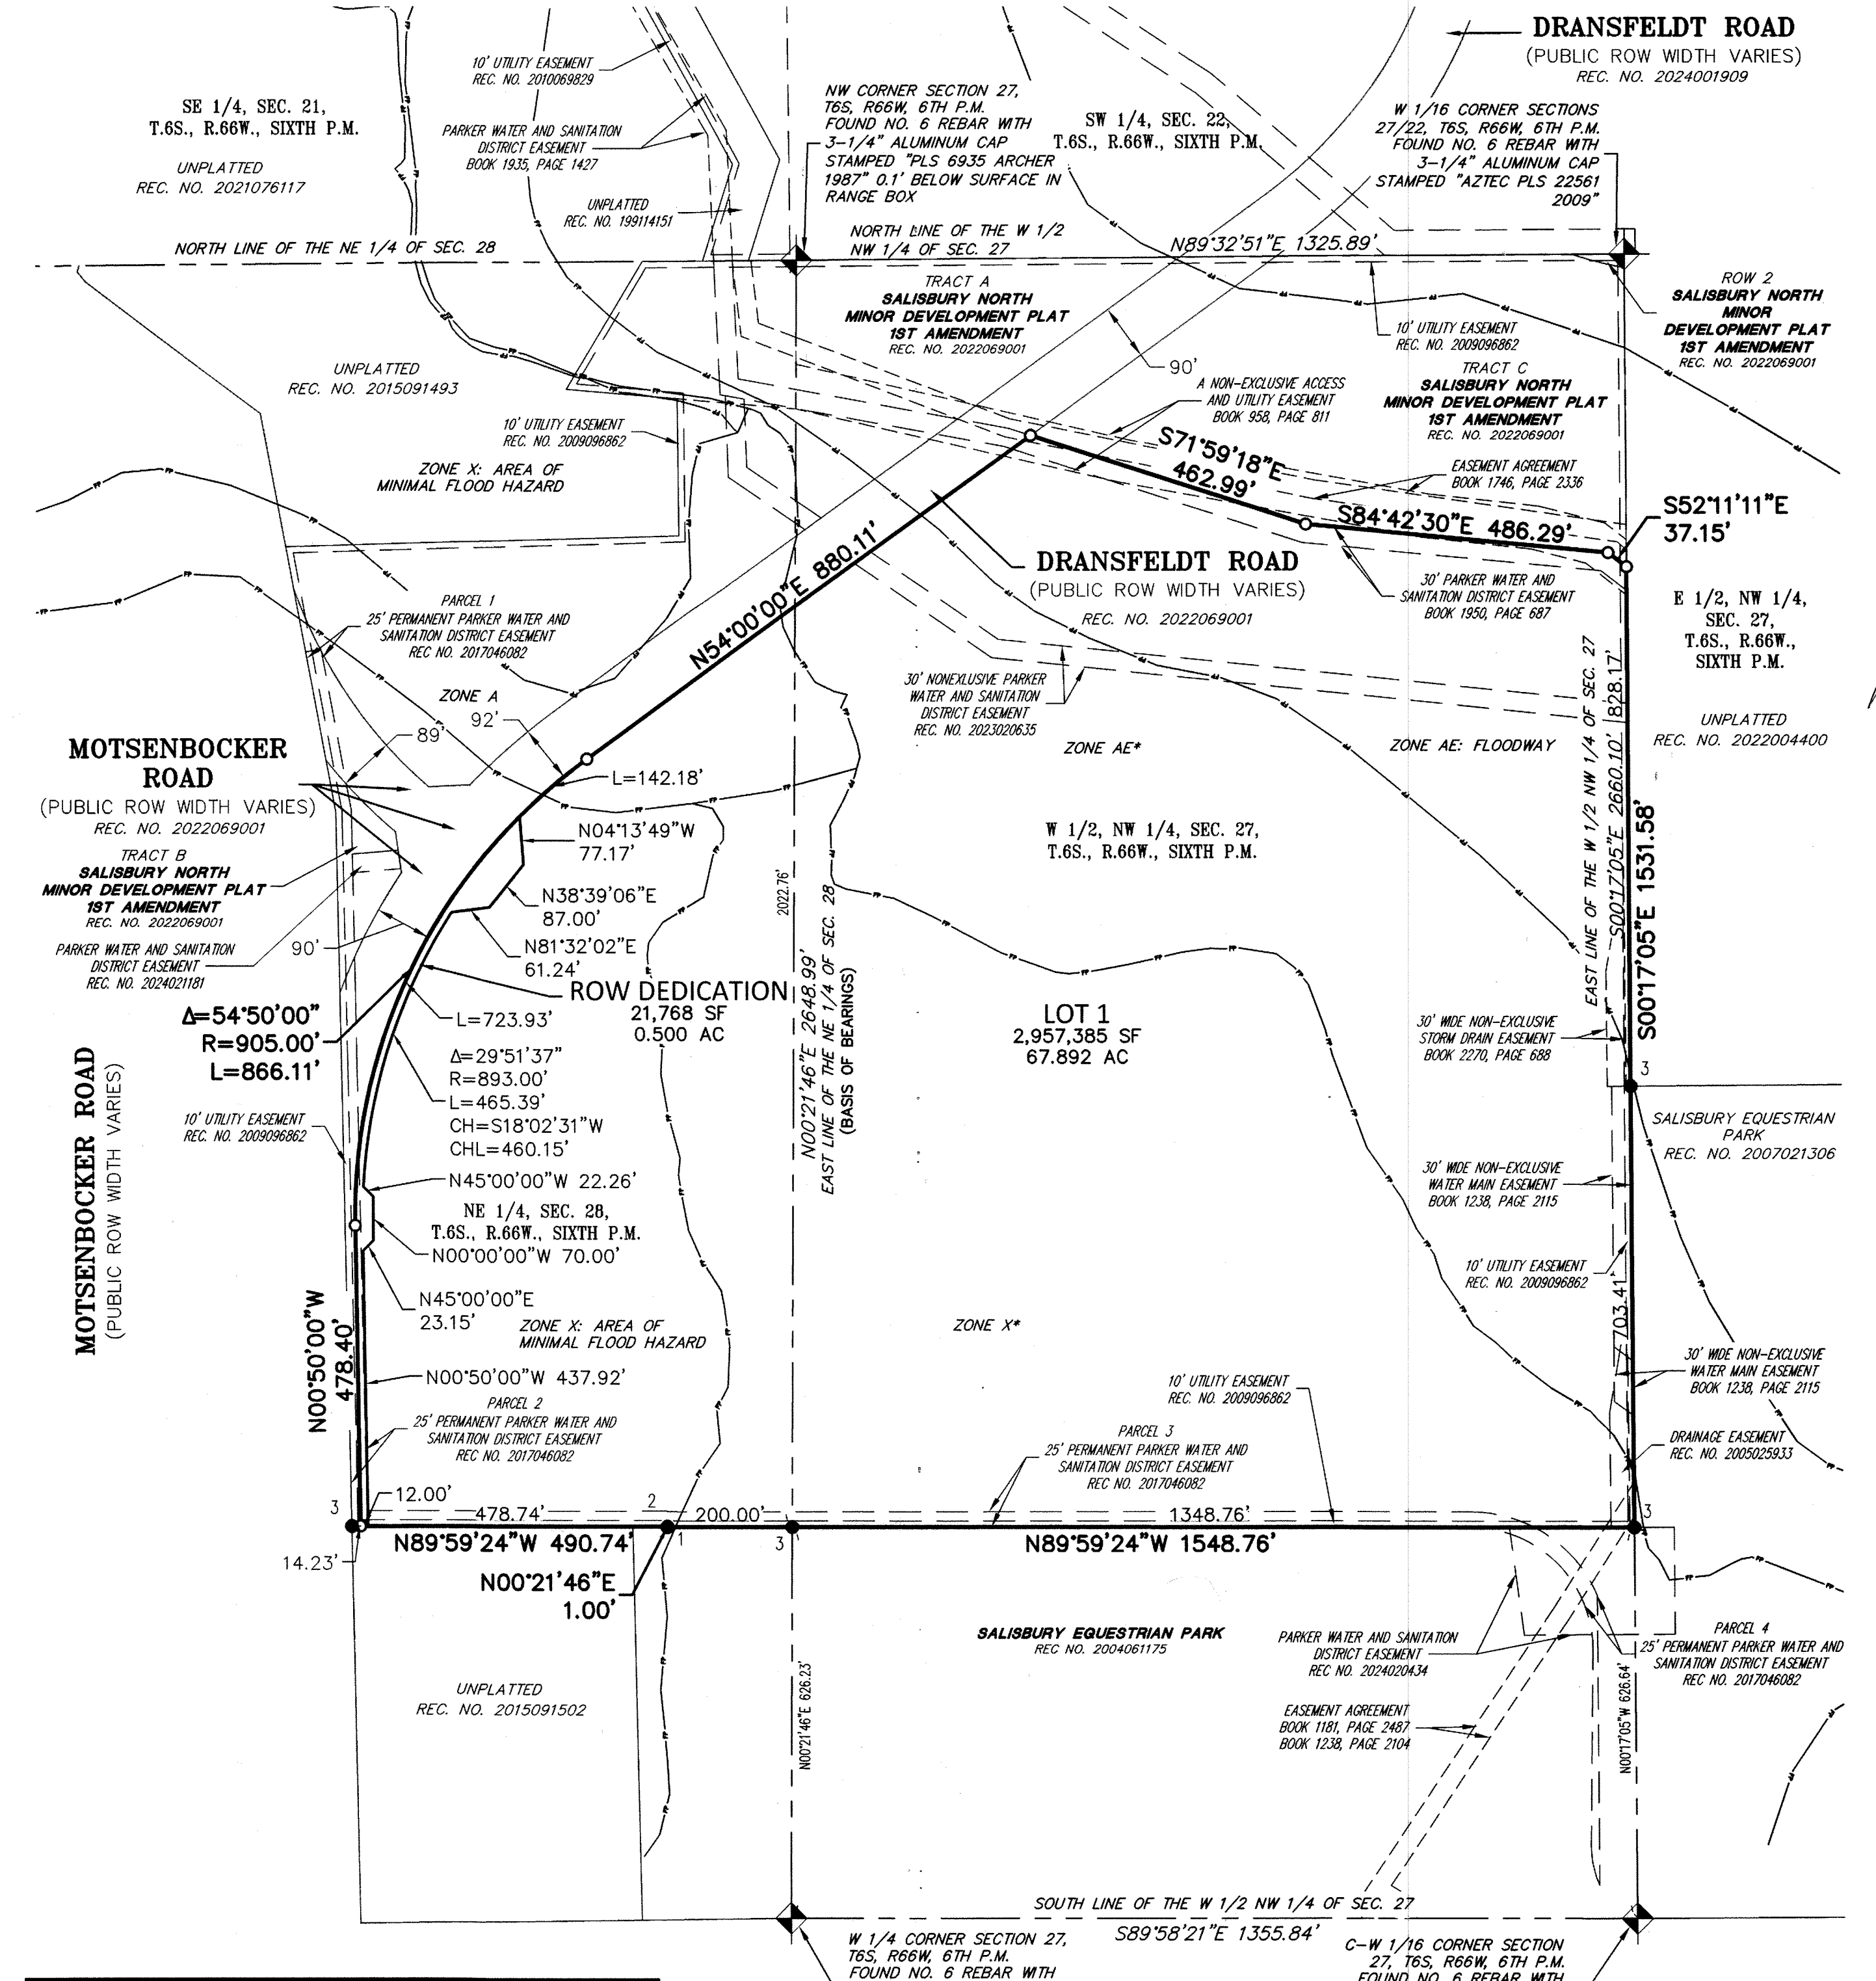 DRANSFELDT ROAD
(PUBLIC ROW WIDTH VARIES)
REC. NO. 2024001909
10' UTILITY EASEMENT
REC. NO. 2010069829
SE 1/4, SEC. 21,
T.6S., R.66W., SIXTH P.M.
UNPLATTED
REC. NO. 2021076117
PARKER WATER AND SANITATION
DISTRICT EASEMENT
BOOK 1935, PAGE 1427
UNPLATTED
REC. NO. 199114151
NW CORNER SECTION 27,
T6S, R66W, 6TH P.M.
FOUND NO. 6 REBAR WITH
3-1/4" ALUMINUM CAP
STAMPED "PLS 6935 ARCHER
1987" 0.1' BELOW SURFACE IN
RANGE BOX
SW 1/4, SEC. 22,
T.6S., R.66W., SIXTH P.M.
W 1/16 CORNER SECTIONS
27/22, T6S, R66W, 6TH P.M.
FOUND NO. 6 REBAR WITH
3-1/4" ALUMINUM CAP
STAMPED "AZTEC PLS 22561
2009"
NORTH LINE OF THE NE 1/4 OF SEC. 28
NORTH LINE OF THE W 1/2
NW 1/4 OF SEC. 27
N89°32'51"E 1325.89'
TRACT A
SALISBURY NORTH
MINOR DEVELOPMENT PLAT
1ST AMENDMENT
REC. NO. 2022069001
ROW 2
SALISBURY NORTH
MINOR
DEVELOPMENT PLAT
1ST AMENDMENT
REC. NO. 2022069001
10' UTILITY EASEMENT
REC. NO. 2009096862
90'
UNPLATTED
REC. NO. 2015091493
A NON-EXCLUSIVE ACCESS
AND UTILITY EASEMENT
BOOK 958, PAGE 811
TRACT C
SALISBURY NORTH
MINOR DEVELOPMENT PLAT
1ST AMENDMENT
REC. NO. 2022069001
10' UTILITY EASEMENT
REC. NO. 2009096862
ZONE X: AREA OF
MINIMAL FLOOD HAZARD
S71°59'18"E
462.99'
EASEMENT AGREEMENT
BOOK 1746, PAGE 2336
S84°42'30"E 486.29'
S52°11'11"E
37.15'
N54°00'00"E 880.11'
DRANSFELDT ROAD
(PUBLIC ROW WIDTH VARIES)
REC. NO. 2022069001
30' PARKER WATER AND
SANITATION DISTRICT EASEMENT
BOOK 1950, PAGE 687
E 1/2, NW 1/4,
SEC. 27,
T.6S., R.66W.,
SIXTH P.M.
PARCEL 1
25' PERMANENT PARKER WATER AND
SANITATION DISTRICT EASEMENT
REC NO. 2017046082
ZONE A
92'
89'
30' NONEXLUSIVE PARKER
WATER AND SANITATION
DISTRICT EASEMENT
REC. NO. 2023020635
ZONE AE*
ZONE AE: FLOODWAY
UNPLATTED
REC. NO. 2022004400
MOTSENBOCKER
ROAD
(PUBLIC ROW WIDTH VARIES)
REC. NO. 2022069001
L=142.18'
N04°13'49"W
77.17'
TRACT B
SALISBURY NORTH
MINOR DEVELOPMENT PLAT
1ST AMENDMENT
REC. NO. 2022069001
W 1/2, NW 1/4, SEC. 27,
T.6S., R.66W., SIXTH P.M.
N38°39'06"E
87.00'
90'
PARKER WATER AND SANITATION
DISTRICT EASEMENT
REC. NO. 2024021181
N81°32'02"E
61.24'
ROW DEDICATION
21,768 SF
0.500 AC
Δ=54°50'00"
R=905.00'
L=866.11'
L=723.93'
Δ=29°51'37"
R=893.00'
L=465.39'
CH=S18°02'31"W
CHL=460.15'
2022.76'
N00°21'46"E 2648.99'
EAST LINE OF THE NE 1/4 OF SEC. 28
(BASIS OF BEARINGS)
LOT 1
2,957,385 SF
67.892 AC
EAST LINE OF THE W 1/2 NW 1/4 OF SEC. 27
S00°17'05"E 2660.10'
828.17'
S00°17'05"E 1531.58'
30' WIDE NON-EXCLUSIVE
STORM DRAIN EASEMENT
BOOK 2270, PAGE 688
3
MOTSENBOCKER ROAD
(PUBLIC ROW WIDTH VARIES)
10' UTILITY EASEMENT
REC. NO. 2009096862
SALISBURY EQUESTRIAN
PARK
REC. NO. 2007021306
30' WIDE NON-EXCLUSIVE
WATER MAIN EASEMENT
BOOK 1238, PAGE 2115
N45°00'00"W 22.26'
NE 1/4, SEC. 28,
T.6S., R.66W., SIXTH P.M.
N00°00'00"W 70.00'
10' UTILITY EASEMENT
REC. NO. 2009096862
N45°00'00"E
23.15'
703.41'
ZONE X: AREA OF
MINIMAL FLOOD HAZARD
ZONE X*
N00°50'00"W
478.40'
N00°50'00"W 437.92'
30' WIDE NON-EXCLUSIVE
WATER MAIN EASEMENT
BOOK 1238, PAGE 2115
PARCEL 2
25' PERMANENT PARKER WATER AND
SANITATION DISTRICT EASEMENT
REC NO. 2017046082
10' UTILITY EASEMENT
REC. NO. 2009096862
PARCEL 3
25' PERMANENT PARKER WATER AND
SANITATION DISTRICT EASEMENT
REC NO. 2017046082
DRAINAGE EASEMENT
REC. NO. 2005025933
3
12.00'
478.74'
2
200.00'
1348.76'
3
N89°59'24"W 490.74'
1
3
N89°59'24"W 1548.76'
14.23'
N00°21'46"E
1.00'
SALISBURY EQUESTRIAN PARK
REC NO. 2004061175
PARKER WATER AND SANITATION
DISTRICT EASEMENT
REC NO. 2024020434
PARCEL 4
25' PERMANENT PARKER WATER AND
SANITATION DISTRICT EASEMENT
REC NO. 2017046082
UNPLATTED
REC. NO. 2015091502
N00°21'46"E 626.23'
N00°17'05"W 626.64'
EASEMENT AGREEMENT
BOOK 1181, PAGE 2487
BOOK 1238, PAGE 2104
SOUTH LINE OF THE W 1/2 NW 1/4 OF SEC. 27
S89°58'21"E 1355.84'
W 1/4 CORNER SECTION 27,
T6S, R66W, 6TH P.M.
FOUND NO. 6 REBAR WITH
C-W 1/16 CORNER SECTION
27, T6S, R66W, 6TH P.M.
FOUND NO. 6 REBAR WITH